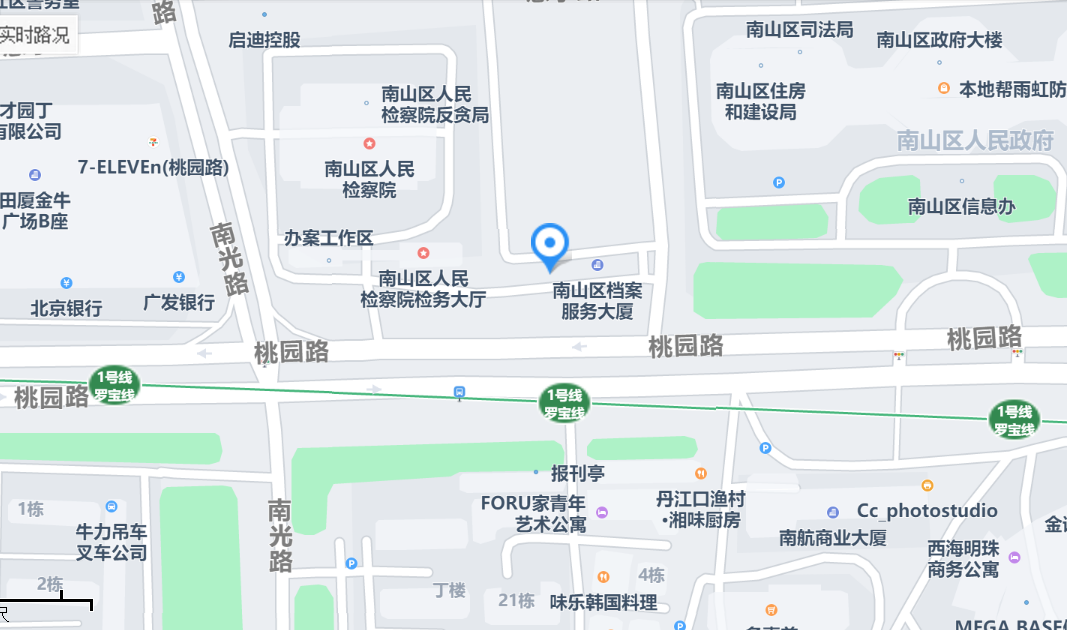 实时路况
路
启迪控股
南山区司法局
南山区政府大楼
南山区人民
检察院反贪局
南山区住房
和建设局
本地帮雨虹防
才园丁
有限公司
南山区人民政府
7-ELEVEn(桃园路)
南山区人民
检察院
田厦金牛
广场B座
南山区信息办
南光路
办案工作区
南山区人民
检察院检务大厅
南山区档案
服务大厦
北京银行
广发银行
桃园路
桃园路
桃园路
1号线
罗宝线
桃园路
1号线
罗宝线
1号线
罗宝线
报刊亭
FORU家青年
艺术公寓
丹江口渔村
•湘味厨房
Cc_photostudio
南航商业大厦
1栋
牛力吊车
叉车公司
南光路
西海明珠
商务公寓
2栋
丁楼
21栋
味乐韩国料理
4栋
P
P
P
P